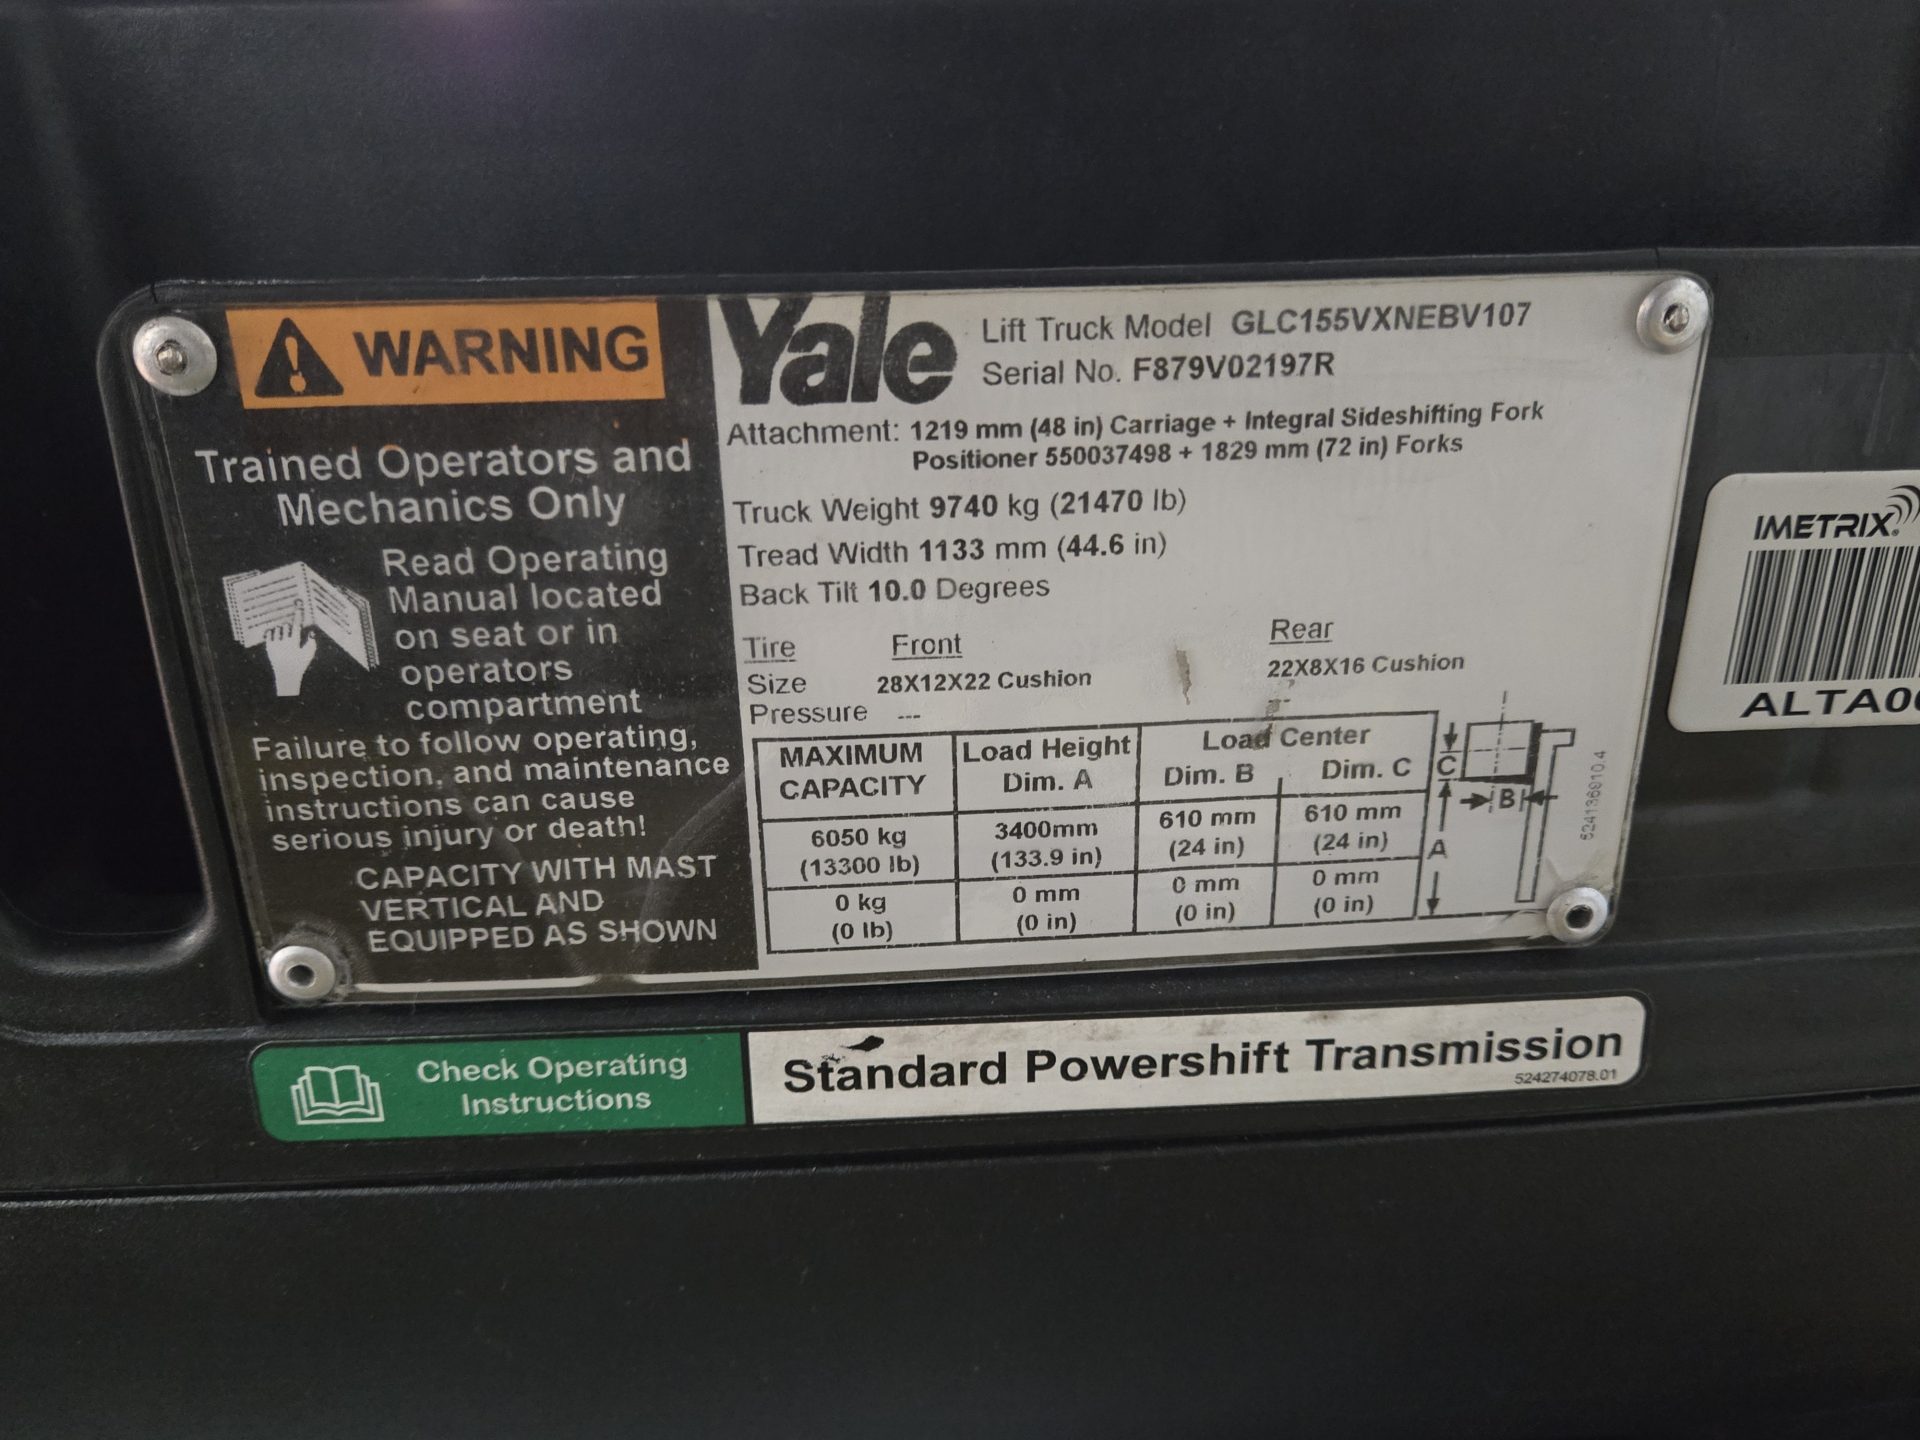 WARNING
Trained Operators and
Mechanics Only
Read Operating
Manual located
on seat or in
operators
compartment
Failure to follow operating,
inspection, and maintenance
instructions can cause
serious injury or death!
CAPACITY WITH MAST
VERTICAL AND
EQUIPPED AS SHOWN
Yale
Lift Truck Model GLC155VXNEBV107
Serial No. F879V02197R
Attachment: 1219 mm (48 in) Carriage + Integral Sideshifting Fork
Positioner 550037498 + 1829 mm (72 in) Forks
Truck Weight 9740 kg (21470 lb)
Tread Width 1133 mm (44.6 in)
Back Tilt 10.0 Degrees
Tire Front Rear
Size 28X12X22 Cushion 22X8X16 Cushion
Pressure --- 
MAXIMUM CAPACITY Load Height Dim. A Load Center Dim. B Dim. C
6050 kg 3400mm 610 mm 610 mm
(13300 lb) (133.9 in) (24 in) (24 in)
0 kg 0 mm 0 mm 0 mm
(0 lb) (0 in) (0 in) (0 in)
C
B
A
524136910.4
IMETRIX®
Check Operating
Instructions
Standard Powershift Transmission
524274078.01